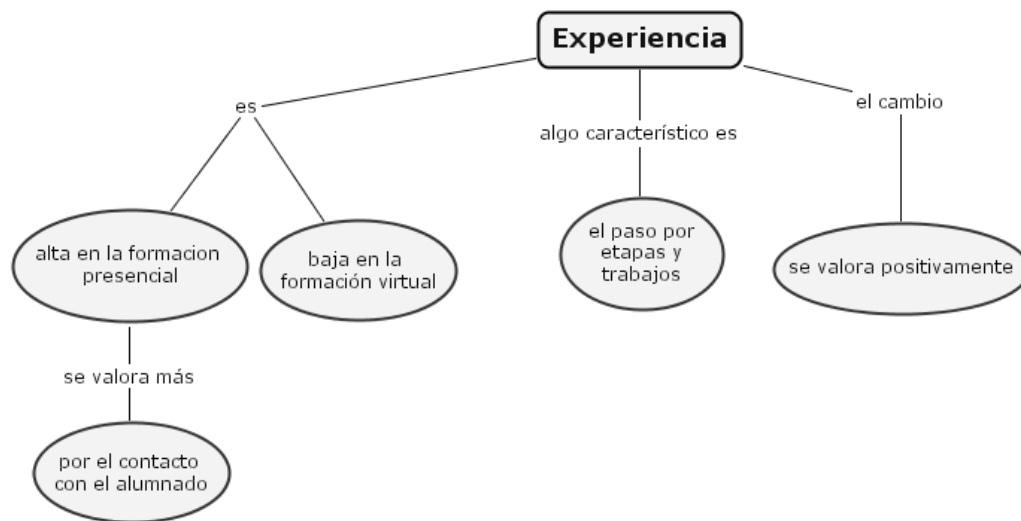 Experiencia
es
algo característico es
el cambio
alta en la formacion
presencial
baja en la
formación virtual
el paso por
etapas y
trabajos
se valora positivamente
se valora más
por el contacto
con el alumnado